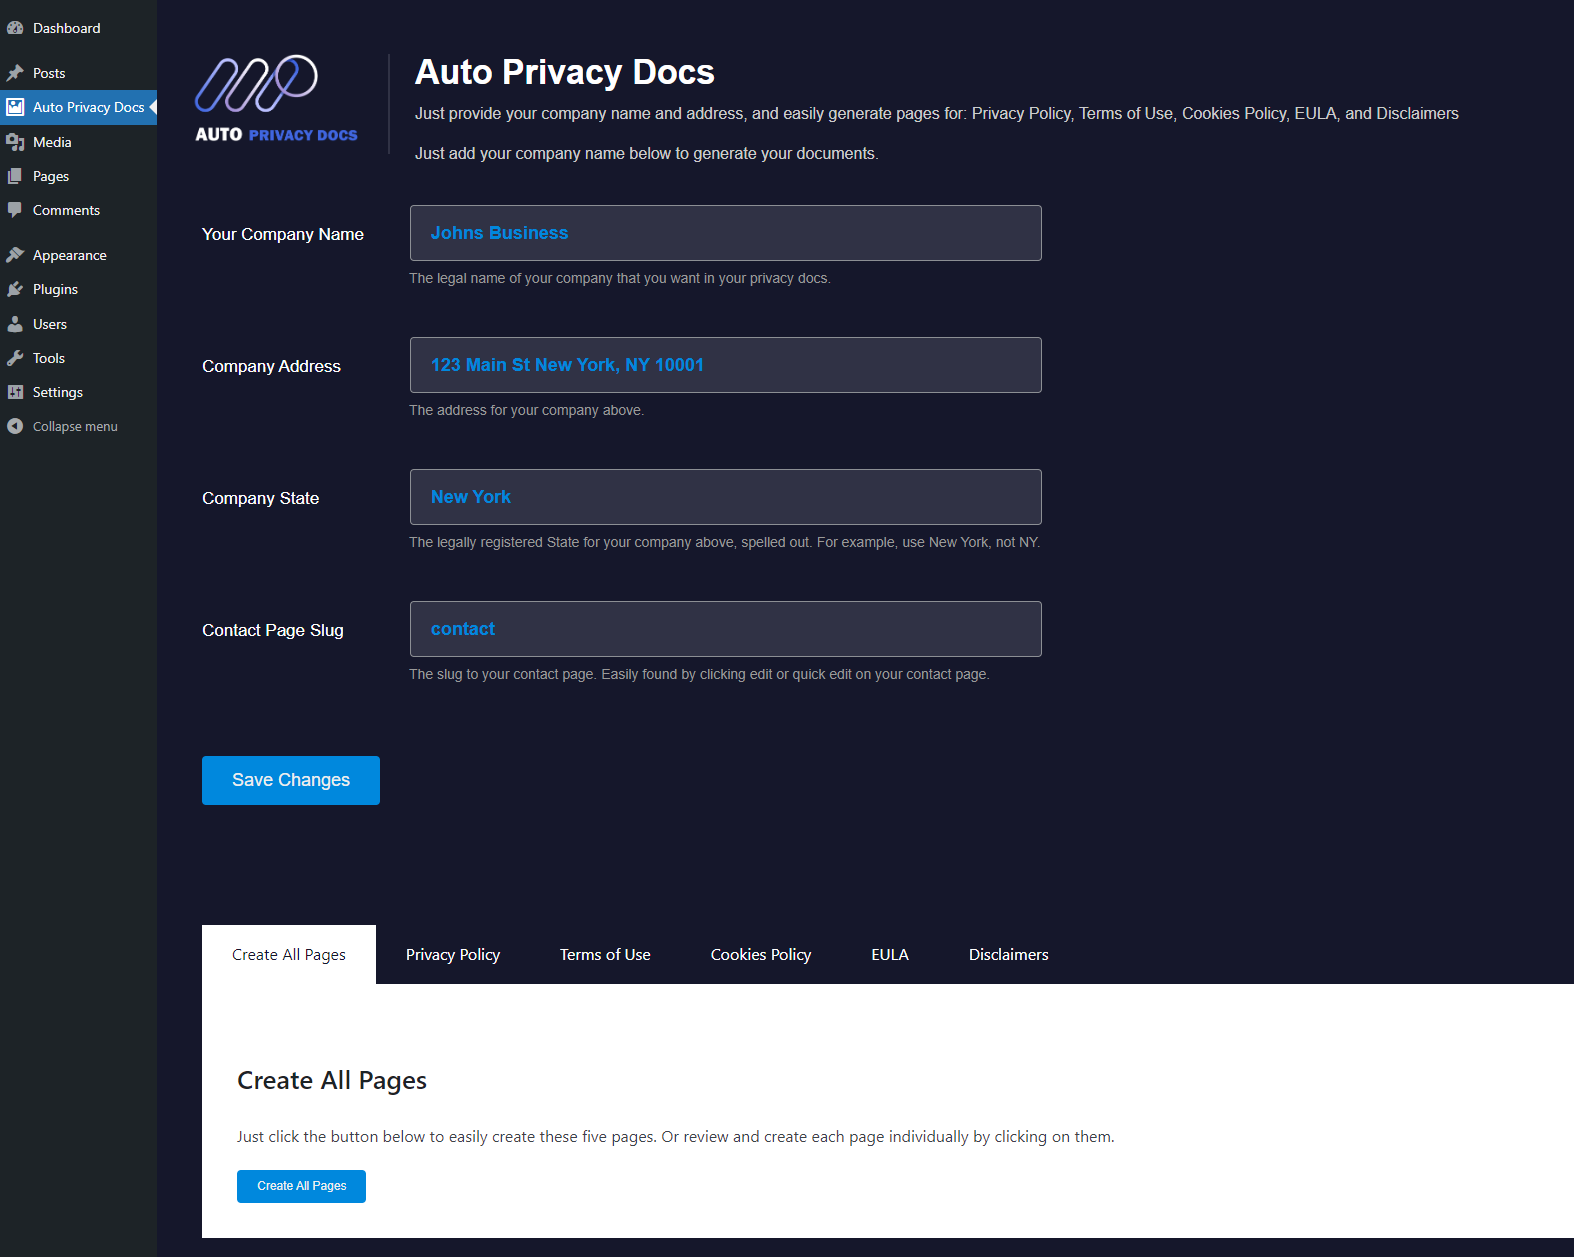 Dashboard
Posts
Auto Privacy Docs
Media
Pages
Comments
Appearance
Plugins
Users
Tools
Settings
Collapse menu
AUTO PRIVACY DOCS
Auto Privacy Docs
Just provide your company name and address, and easily generate pages for: Privacy Policy, Terms of Use, Cookies Policy, EULA, and Disclaimers
Just add your company name below to generate your documents.
Your Company Name
Johns Business
The legal name of your company that you want in your privacy docs.
Company Address
123 Main St New York, NY 10001
The address for your company above.
Company State
New York
The legally registered State for your company above, spelled out. For example, use New York, not NY.
Contact Page Slug
contact
The slug to your contact page. Easily found by clicking edit or quick edit on your contact page.
Save Changes
Create All Pages Privacy Policy Terms of Use Cookies Policy EULA Disclaimers
Create All Pages
Just click the button below to easily create these five pages. Or review and create each page individually by clicking on them.
Create All Pages